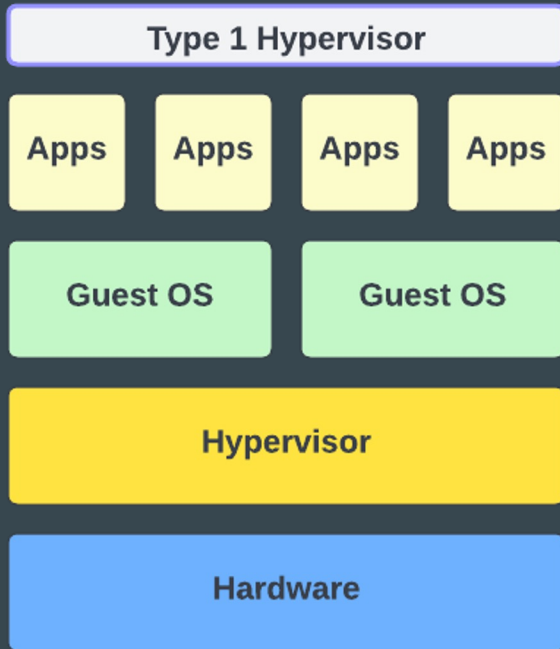 Type 1 Hypervisor
Apps Apps Apps Apps
Guest OS Guest OS
Hypervisor
Hardware